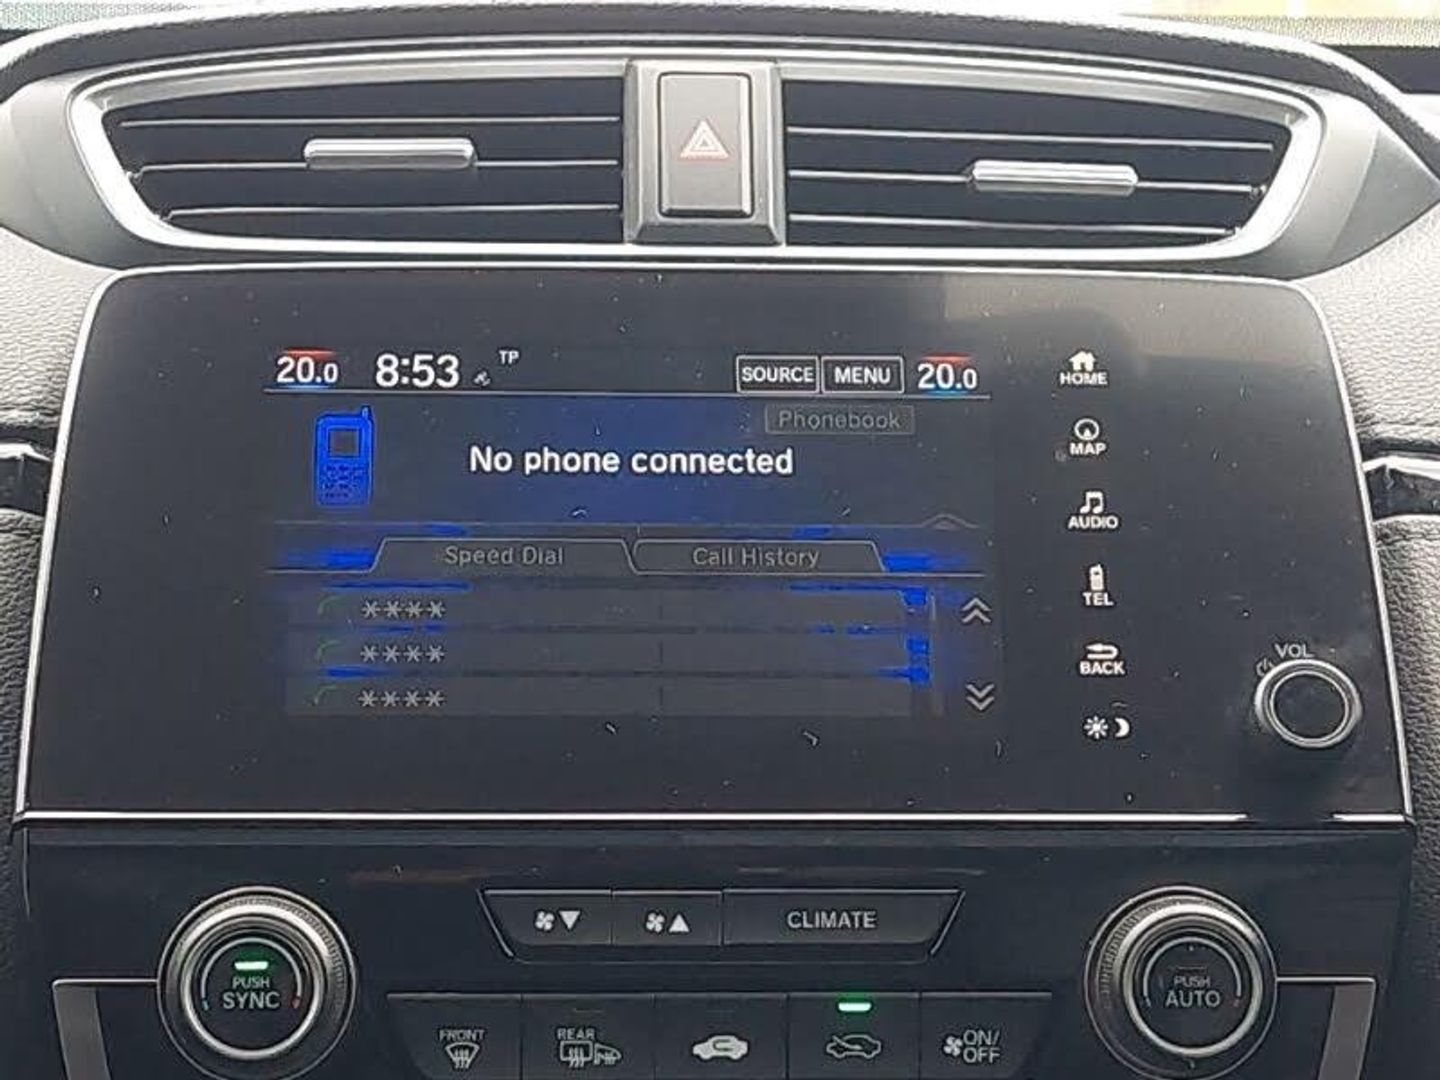 20.0 8:53 TP SOURCE MENU 20.0
Phonebook
No phone connected
Speed Dial Call History
****
****
****
HOME
MAP
AUDIO
TEL
BACK
VOL
CLIMATE
PUSH
SYNC
PUSH
AUTO
FRONT
REAR
ON/
OFF